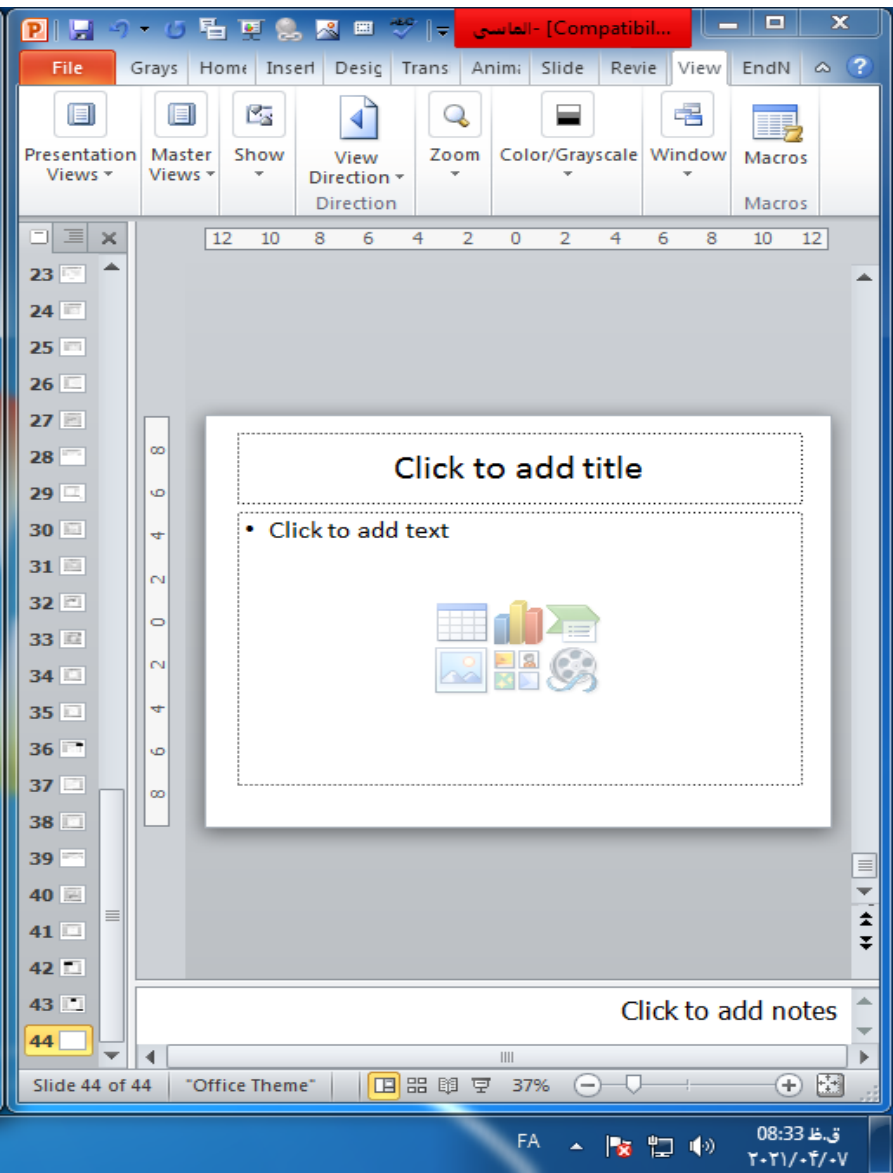 الماسی- [Compatibil...
File Grays Home Insert Desig Trans Anima Slide Revie View EndN
Presentation Views
Master Views
Show
View Direction
Zoom
Color/Grayscale
Window
Macros
Direction
Macros
12 10 8 6 4 2 0 2 4 6 8 10 12
23
24
25
26
27
28
29
30
31
32
33
34
35
36
37
38
39
40
41
42
43
44
8
6
4
2
0
2
4
6
8
Click to add title
• Click to add text
Click to add notes
Slide 44 of 44 "Office Theme" 37%
FA
08:33 ق.ظ
۲۰۲۱/۰۴/۰۷